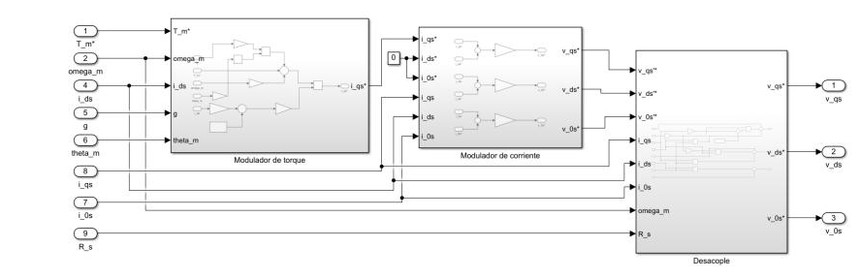 1
T_m*
2
omega_m
4
i_ds
5
g
6
theta_m
8
i_qs
7
i_0s
9
R_s
T_m*
omega_m
i_ds
g
theta_m
i_qs*
Modulador de torque
0
i_qs*
i_ds*
i_0s*
i_qs
i_ds
i_0s
v_qs*
v_ds*
v_0s*
Modulador de corriente
v_qs'*
v_ds'*
v_0s'*
i_qs
i_ds
i_0s
omega_m
R_s
v_qs*
v_ds*
v_0s*
Desacople
1
v_qs
2
v_ds
3
v_0s